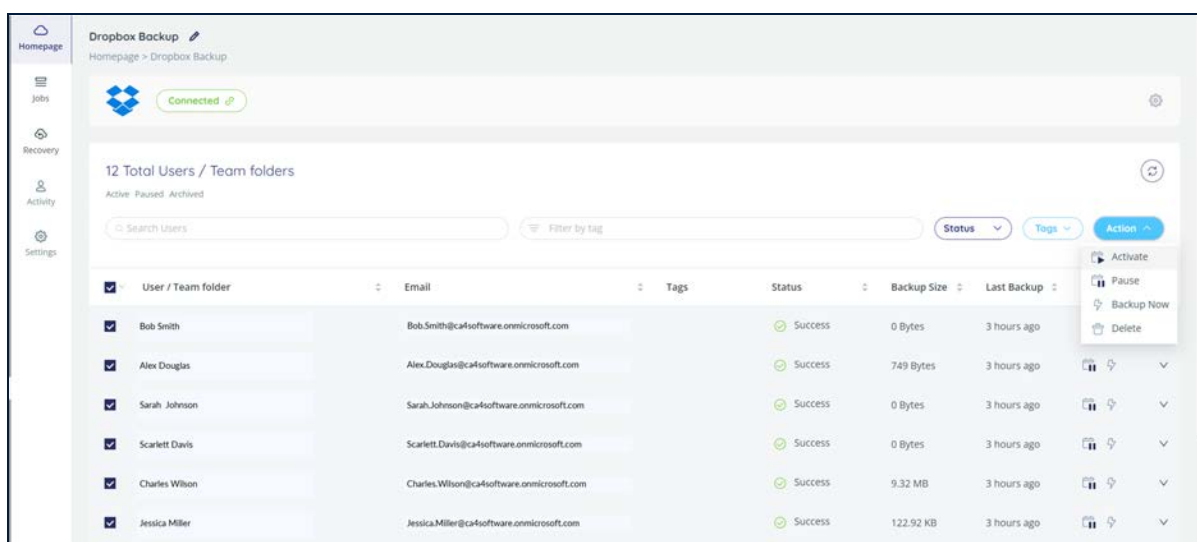 Homepage
Jobs
Recovery
Activity
Settings
Dropbox Backup
Homepage > Dropbox Backup
Connected
12 Total Users / Team folders
Active Paused Archived
Search Users Filter by tag Status Tags Action
Activate
Pause
Backup Now
Delete
User / Team folder Email Tags Status Backup Size Last Backup
Bob Smith Bob.Smith@ca4software.onmicrosoft.com Success 0 Bytes 3 hours ago
Alex Douglas Alex.Douglas@ca4software.onmicrosoft.com Success 749 Bytes 3 hours ago
Sarah Johnson Sarah.Johnson@ca4software.onmicrosoft.com Success 0 Bytes 3 hours ago
Scarlett Davis Scarlett.Davis@ca4software.onmicrosoft.com Success 0 Bytes 3 hours ago
Charles Wilson Charles.Wilson@ca4software.onmicrosoft.com Success 9.32 MB 3 hours ago
Jessica Miller Jessica.Miller@ca4software.onmicrosoft.com Success 122.92 KB 3 hours ago